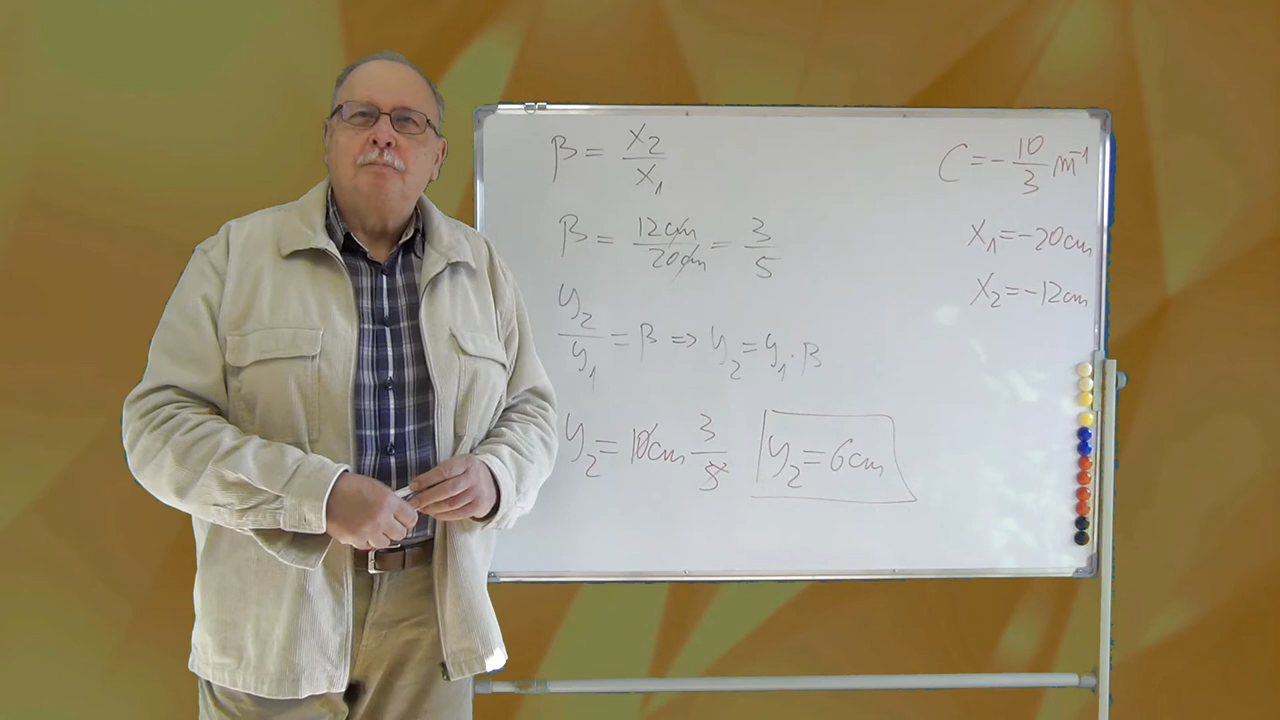 β = x₂/x₁
β = 12cm/20cm = 3/5
y₂/y₁ = β ⇒ y₂ = y₁·β
y₂ = 10cm 3/5 y₂ = 6cm
C = -10/3 m⁻¹
x₁ = -20cm
x₂ = -12cm